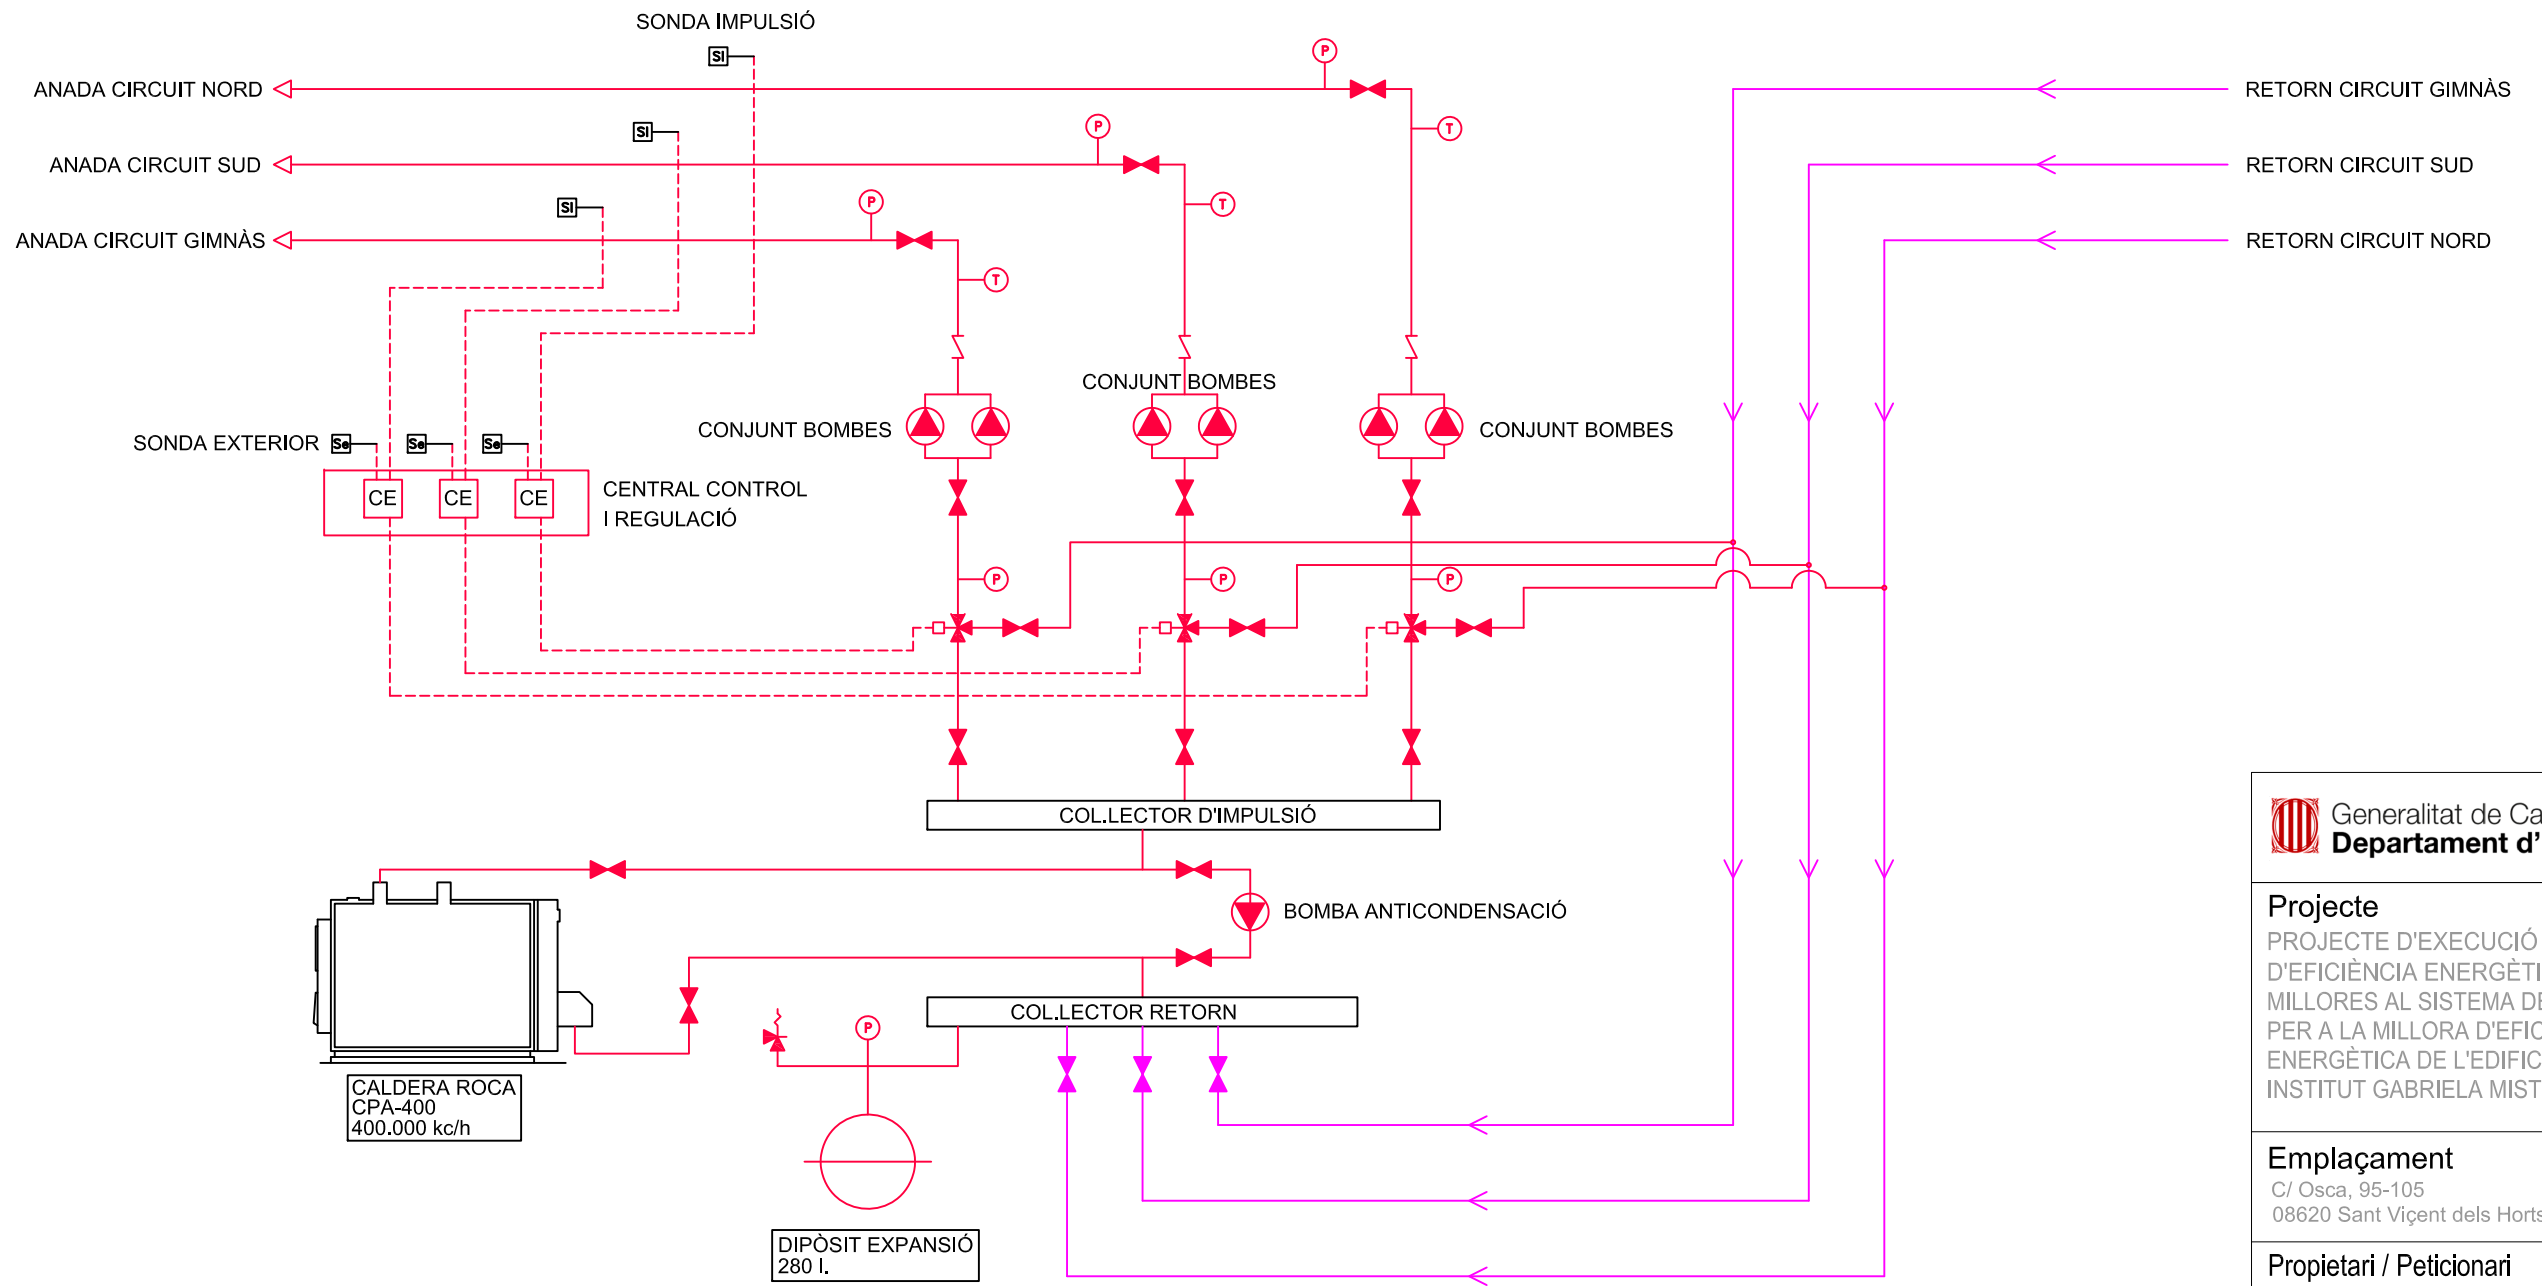 SONDA IMPULSIÓ
SI
P
ANADA CIRCUIT NORD
RETORN CIRCUIT GIMNÀS
SI
P
T
ANADA CIRCUIT SUD
RETORN CIRCUIT SUD
SI
P
T
ANADA CIRCUIT GIMNÀS
RETORN CIRCUIT NORD
T
CONJUNT BOMBES
CONJUNT BOMBES
CONJUNT BOMBES
SONDA EXTERIOR
Se
Se
Se
CE
CE
CE
CENTRAL CONTROL
I REGULACIÓ
P
P
P
COL.LECTOR D'IMPULSIÓ
BOMBA ANTICONDENSACIÓ
COL.LECTOR RETORN
P
CALDERA ROCA
CPA-400
400.000 kc/h
DIPÒSIT EXPANSIÓ
280 l.
Generalitat de Ca
Departament d'
Projecte
PROJECTE D'EXECUCIÓ
D'EFICIÈNCIA ENERGÈTI
MILLORES AL SISTEMA DE
PER A LA MILLORA D'EFIC
ENERGÈTICA DE L'EDIFIC
INSTITUT GABRIELA MIST
Emplaçament
C/ Osca, 95-105
08620 Sant Viçent dels Horts
Propietari / Peticionari